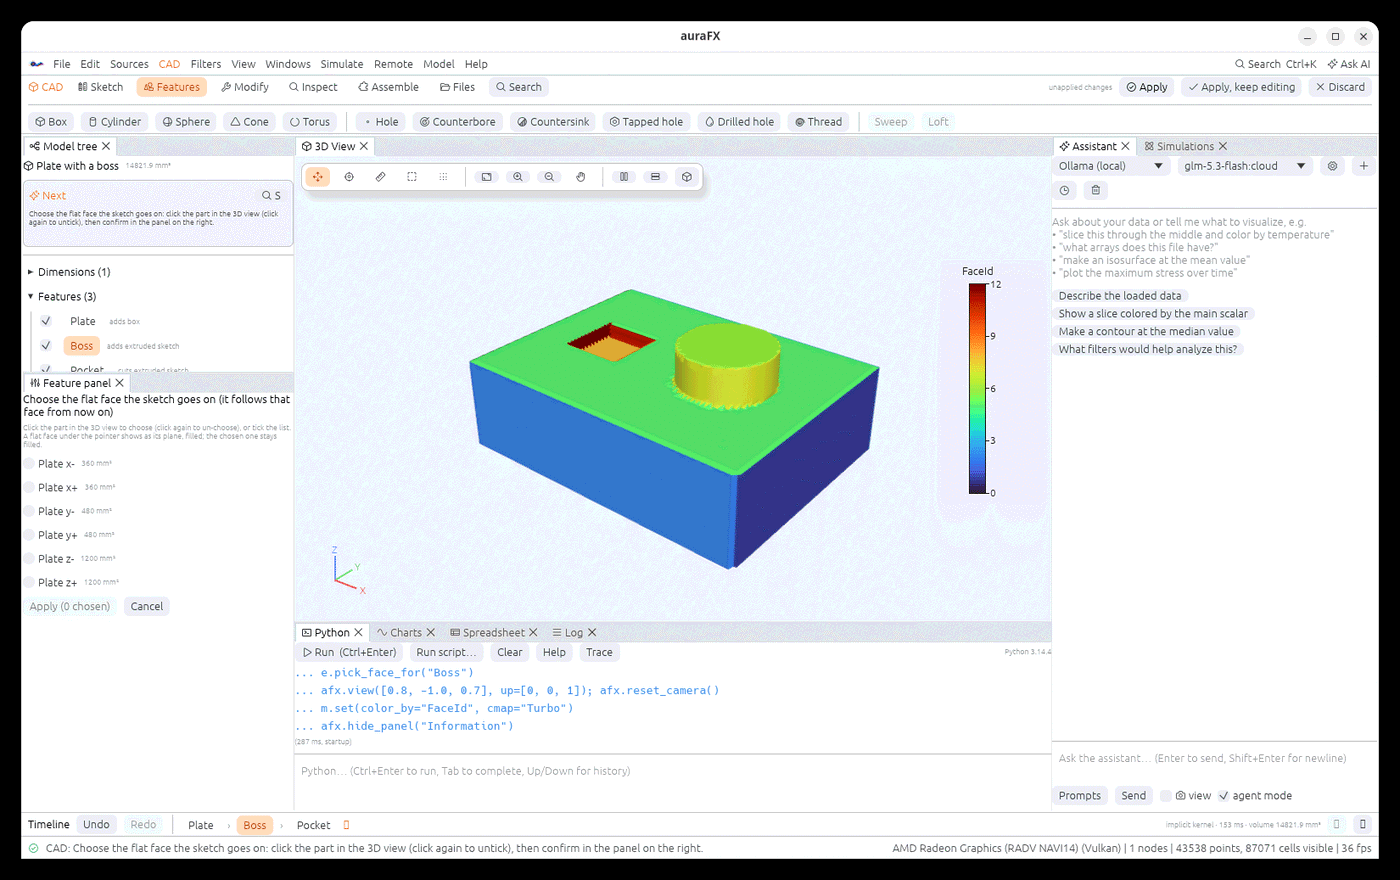 auraFX
File Edit Sources CAD Filters View Windows Simulate Remote Model Help Search Ctrl+K Ask AI
CAD Sketch Features Modify Inspect Assemble Files Search unapplied changes Apply Apply, keep editing Discard
Box Cylinder Sphere Cone Torus Hole Counterbore Countersink Tapped hole Drilled hole Thread Sweep Loft
Model tree
Plate with a boss 14821.9 mm³
Next S
Choose the flat face the sketch goes on: click the part in the 3D view (click
again to untick), then confirm in the panel on the right.
Dimensions (1)
Features (3)
Plate adds box
Boss adds extruded sketch
Pocket cuts extruded sketch
Feature panel
Choose the flat face the sketch goes on (it follows that
face from now on)
Click the part in the 3D view to choose (click again to un-choose), or tick the list.
A flat face under the pointer shows as its plane, filled; the chosen one stays
filled.
Plate x- 360 mm²
Plate x+ 360 mm²
Plate y- 480 mm²
Plate y+ 480 mm²
Plate z- 1200 mm²
Plate z+ 1200 mm²
Apply (0 chosen) Cancel
3D View
FaceId
12
9
6
3
0
Z
Y
X
Python Charts Spreadsheet Log
Run (Ctrl+Enter) Run script... Clear Help Trace Python 3.14.4
... e.pick_face_for("Boss")
... afx.view([0.8, -1.0, 0.7], up=[0, 0, 1]); afx.reset_camera()
... m.set(color_by="FaceId", cmap="Turbo")
... afx.hide_panel("Information")
(287 ms, startup)
Python... (Ctrl+Enter to run, Tab to complete, Up/Down for history)
Assistant Simulations
Ollama (local) glm-5.3-flash:cloud
Ask about your data or tell me what to visualize, e.g.
• "slice this through the middle and color by temperature"
• "what arrays does this file have?"
• "make an isosurface at the mean value"
• "plot the maximum stress over time"
Describe the loaded data
Show a slice colored by the main scalar
Make a contour at the median value
What filters would help analyze this?
Ask the assistant... (Enter to send, Shift+Enter for newline)
Prompts Send view agent mode
Timeline Undo Redo Plate › Boss › Pocket implicit kernel · 153 ms · volume 14821.9 mm³
CAD: Choose the flat face the sketch goes on: click the part in the 3D view (click again to untick), then confirm in the panel on the right. AMD Radeon Graphics (RADV NAVI14) (Vulkan) | 1 nodes | 43538 points, 87071 cells visible | 36 fps